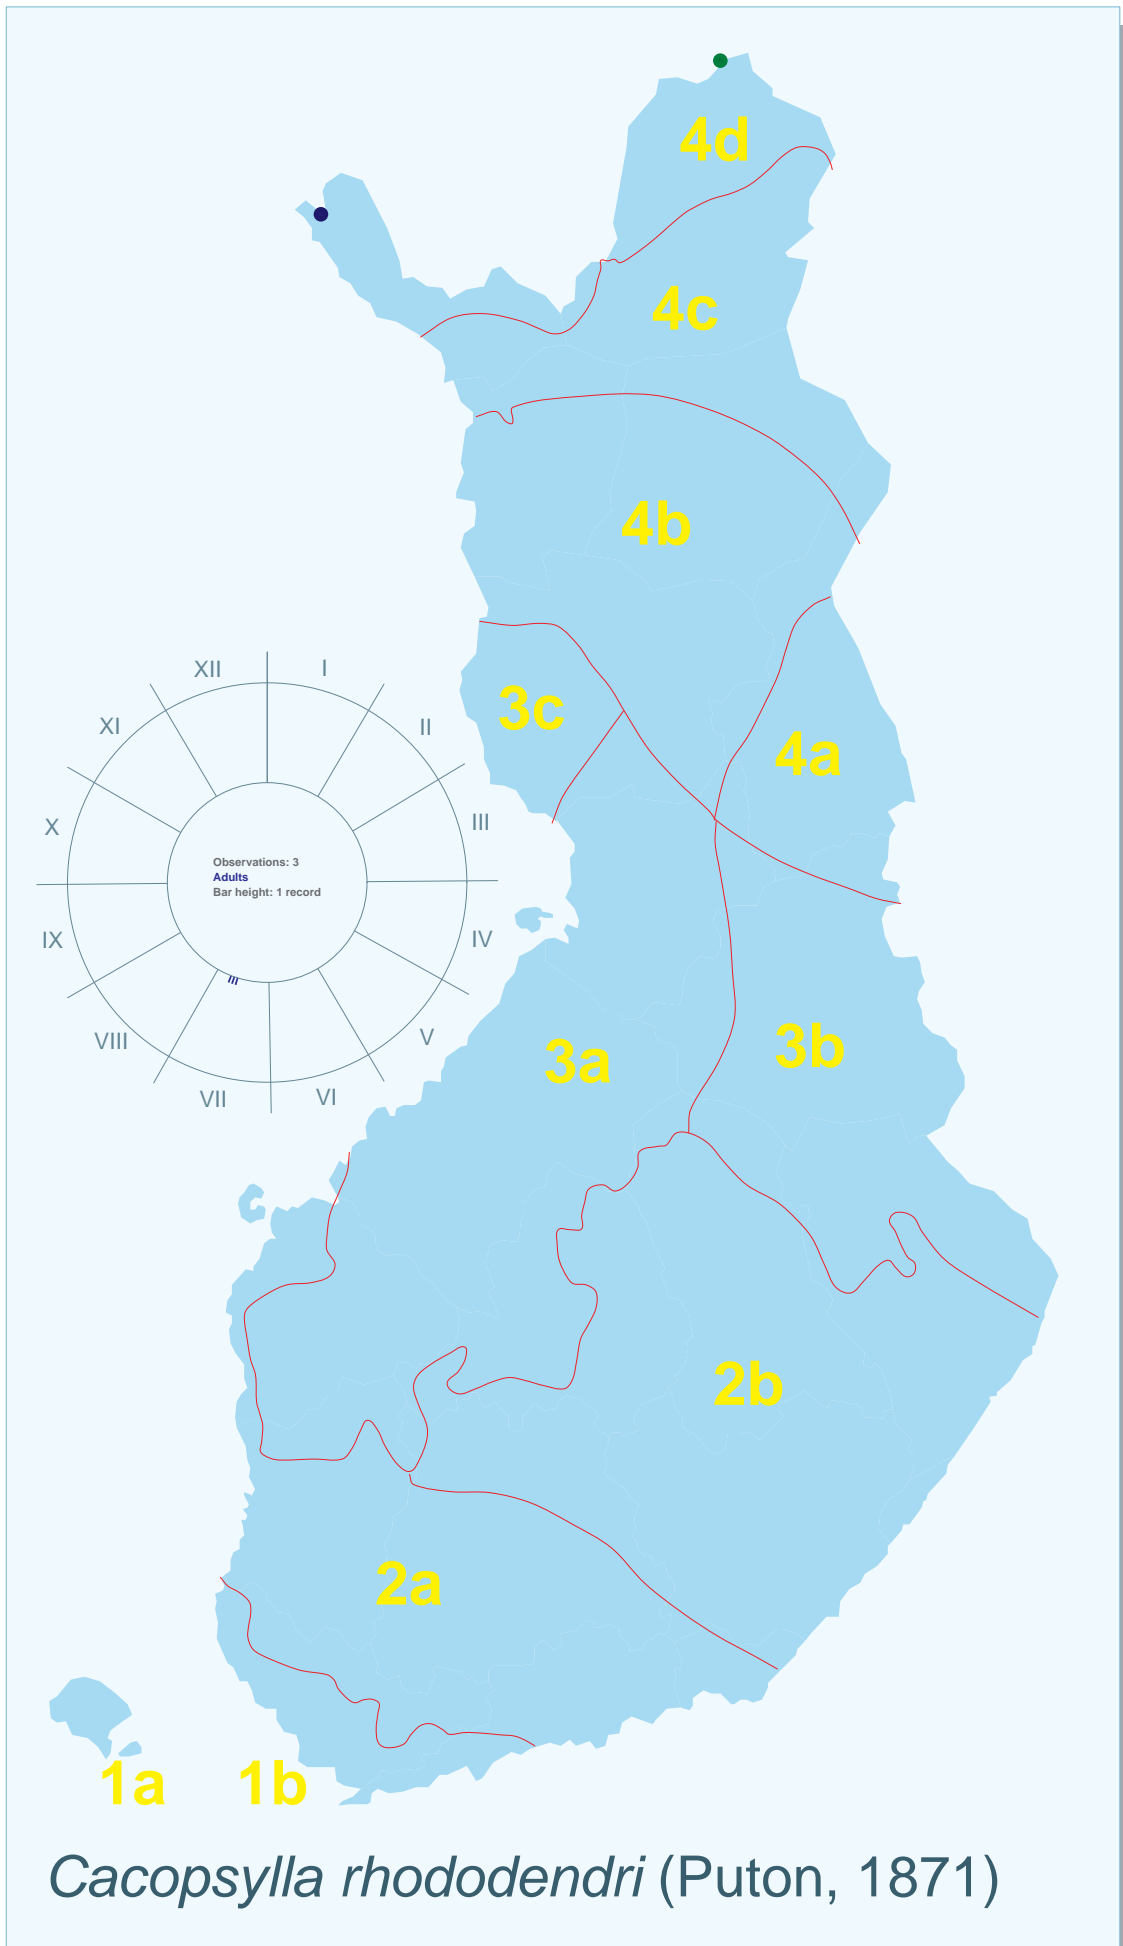 4d
4c
4b
3c
4a
XII
I
XI
II
X
III
Observations: 3
Adults
Bar height: 1 record
IX
IV
VIII
V
VII
VI
3a
3b
2b
2a
1a
1b
Cacopsylla rhododendri (Puton, 1871)